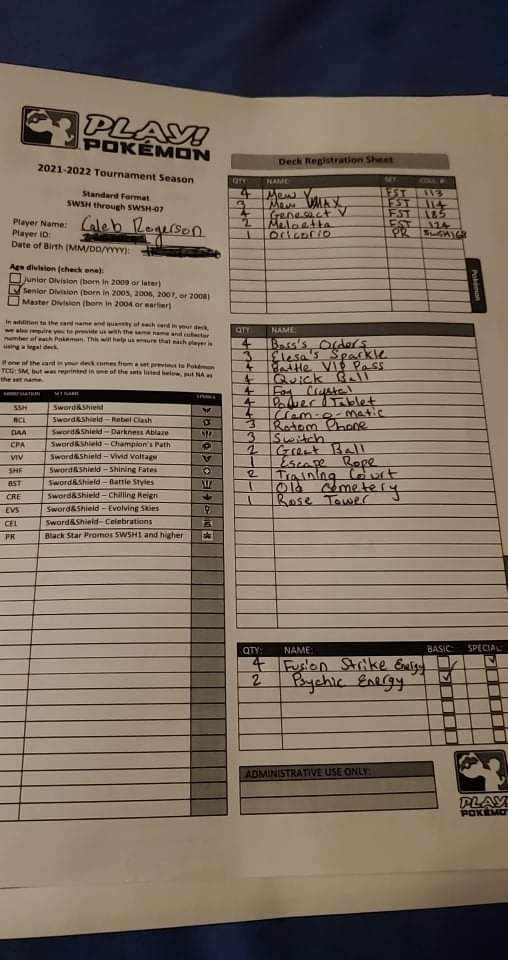 PLAY!
POKÉMON
2021-2022 Tournament Season
Standard Format
SWSH through SWSH-07
Player Name: Caleb Rogerson
Player ID:
Date of Birth (MM/DD/YYYY):
Age division (check one):
Junior Division (born in 2009 or later)
Senior Division (born in 2005, 2006, 2007, or 2008)
Master Division (born in 2004 or earlier)
In addition to the card name and quantity of each card in your deck,
we also require you to provide us with the same name and collector
number of each Pokémon. This will help us ensure that each player is
using a legal deck.
If one of the card in your deck comes from a set previous to Pokémon
TCG: SM, but was reprinted in one of the sets listed below, put NA as
the set name.
ABBREVIATION SET NAME SYMBOL
SSH Sword&Shield
RCL Sword&Shield – Rebel Clash
DAA Sword&Shield – Darkness Ablaze
CPA Sword&Shield – Champion's Path
VIV Sword&Shield – Vivid Voltage
SHF Sword&Shield – Shining Fates
BST Sword&Shield – Battle Styles
CRE Sword&Shield – Chilling Reign
EVS Sword&Shield – Evolving Skies
CEL Sword&Shield – Celebrations
PR Black Star Promos SWSH1 and higher
Deck Registration Sheet
QTY: NAME: SET: COLL. #
4 Mew V FST 113
3 Mew VMAX FST 114
4 Genesect V FST 185
2 Meloetta FST 124
1 Oricorio PR
Pokémon
QTY: NAME:
4 Boss's Orders
3 Elesa's Sparkle
4 Battle VIP Pass
4 Quick Ball
4 Fog Crystal
4 Power Tablet
4 Cram-o-matic
3 Rotom Phone
3 Switch
2 Great Ball
1 Escape Rope
2 Training Court
1 Old Cemetery
1 Rose Tower
QTY: NAME: BASIC: SPECIAL:
4 Fusion Strike Energy
2 Psychic Energy
ADMINISTRATIVE USE ONLY:
PLAY!
POKÉMON